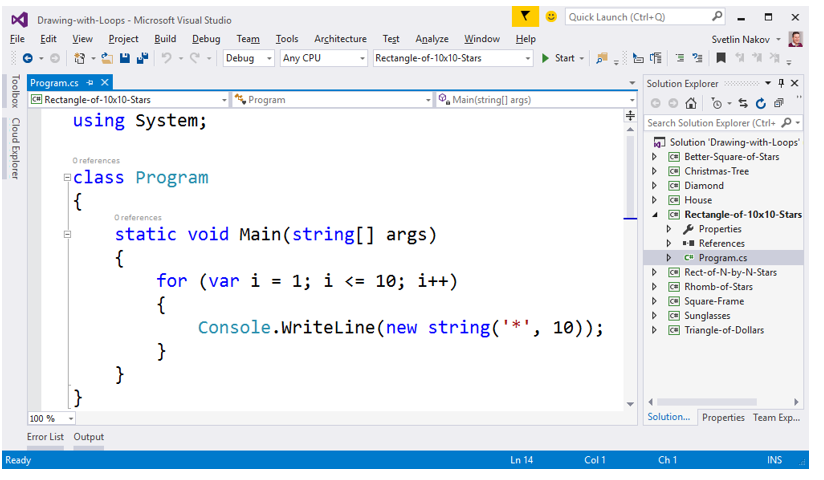 Drawing-with-Loops - Microsoft Visual Studio
Quick Launch (Ctrl+Q)
File Edit View Project Build Debug Team Tools Architecture Test Analyze Window Help
Svetlin Nakov
Debug Any CPU Rectangle-of-10x10-Stars Start
Toolbox
Cloud Explorer
Program.cs
C# Rectangle-of-10x10-Stars Program Main(string[] args)
using System;
0 references
class Program
{
0 references
static void Main(string[] args)
{
for (var i = 1; i <= 10; i++)
{
Console.WriteLine(new string('*', 10));
}
}
}
100 %
Error List Output
Solution Explorer
Search Solution Explorer (Ctrl+
Solution 'Drawing-with-Loops'
C# Better-Square-of-Stars
C# Christmas-Tree
C# Diamond
C# House
C# Rectangle-of-10x10-Stars
Properties
References
C# Program.cs
C# Rect-of-N-by-N-Stars
C# Rhomb-of-Stars
C# Square-Frame
C# Sunglasses
C# Triangle-of-Dollars
Solution... Properties Team Exp...
Ready Ln 14 Col 1 Ch 1 INS